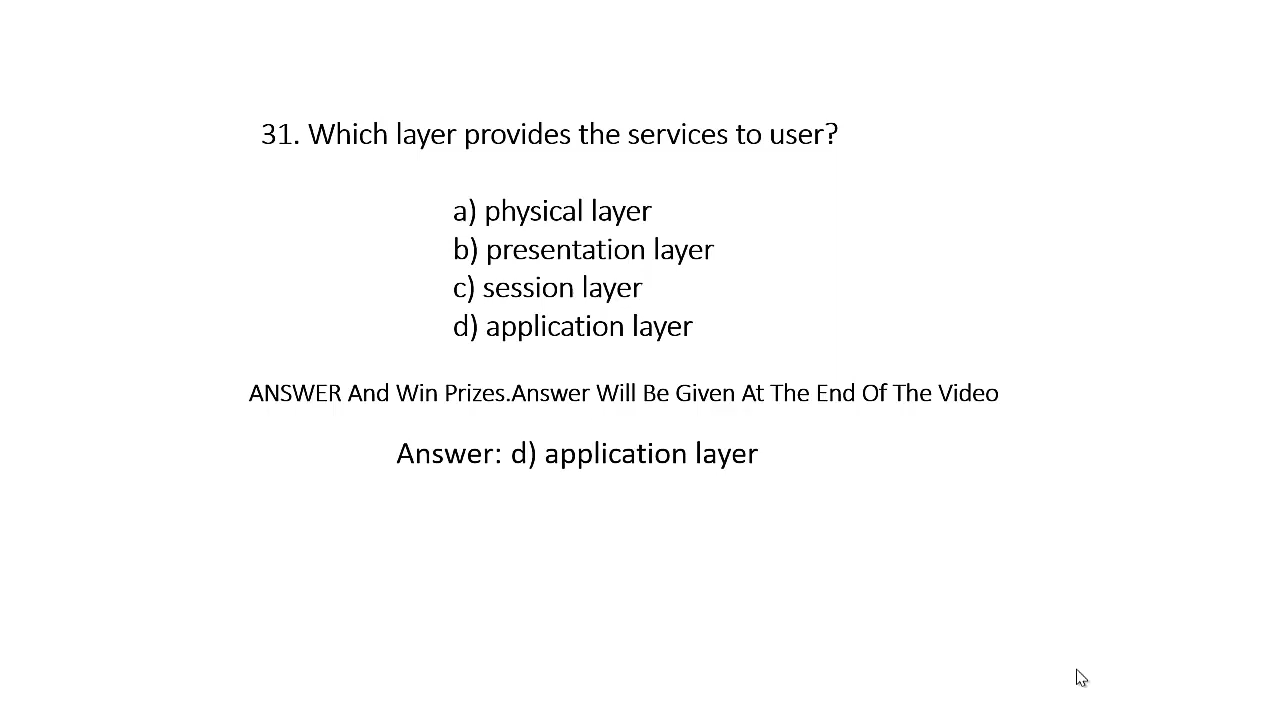 31. Which layer provides the services to user?
a) physical layer
b) presentation layer
c) session layer
d) application layer
ANSWER And Win Prizes.Answer Will Be Given At The End Of The Video
Answer: d) application layer